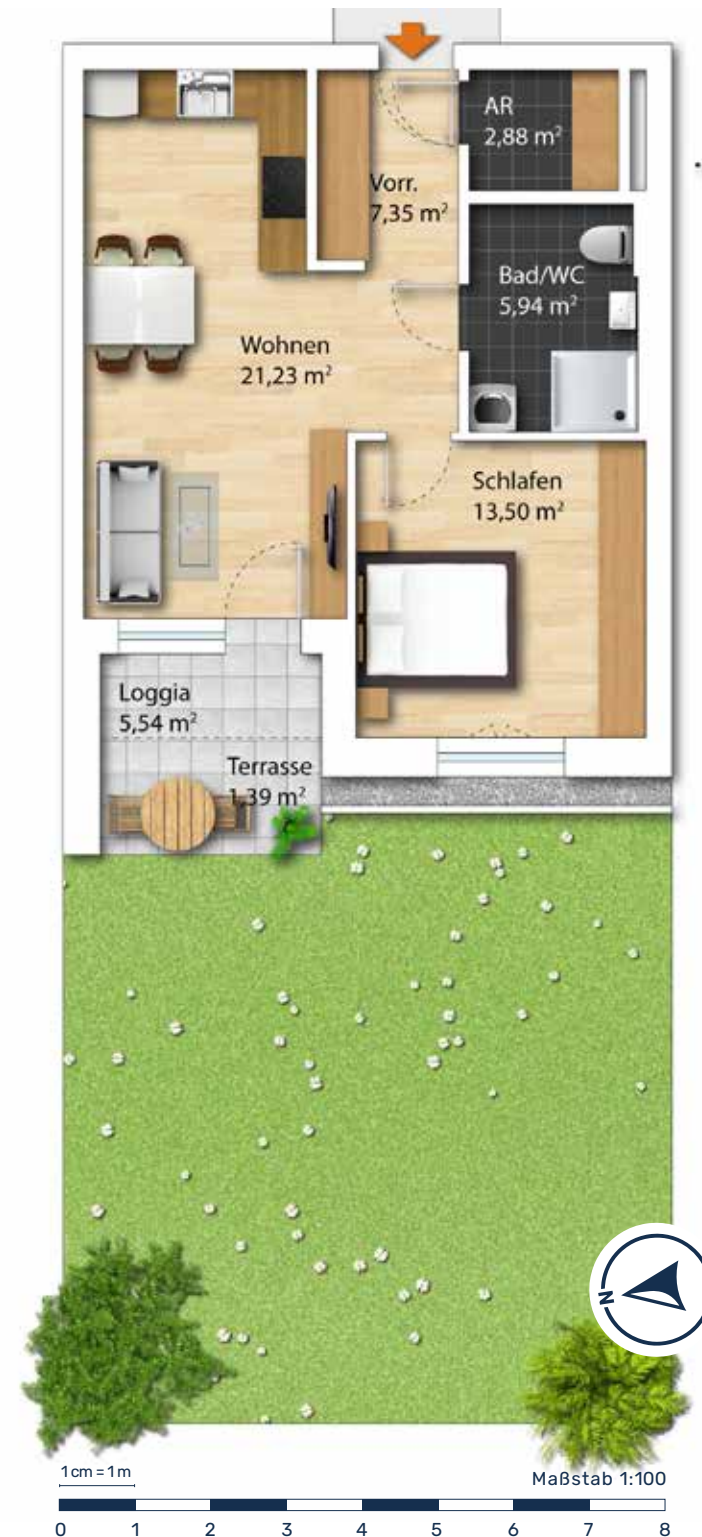 AR
2,88 m²
Vorr.
7,35 m²
Bad/WC
5,94 m²
Wohnen
21,23 m²
Schlafen
13,50 m²
Loggia
5,54 m²
Terrasse
1,39 m²
N
1 cm = 1 m
Maßstab 1:100
0 1 2 3 4 5 6 7 8